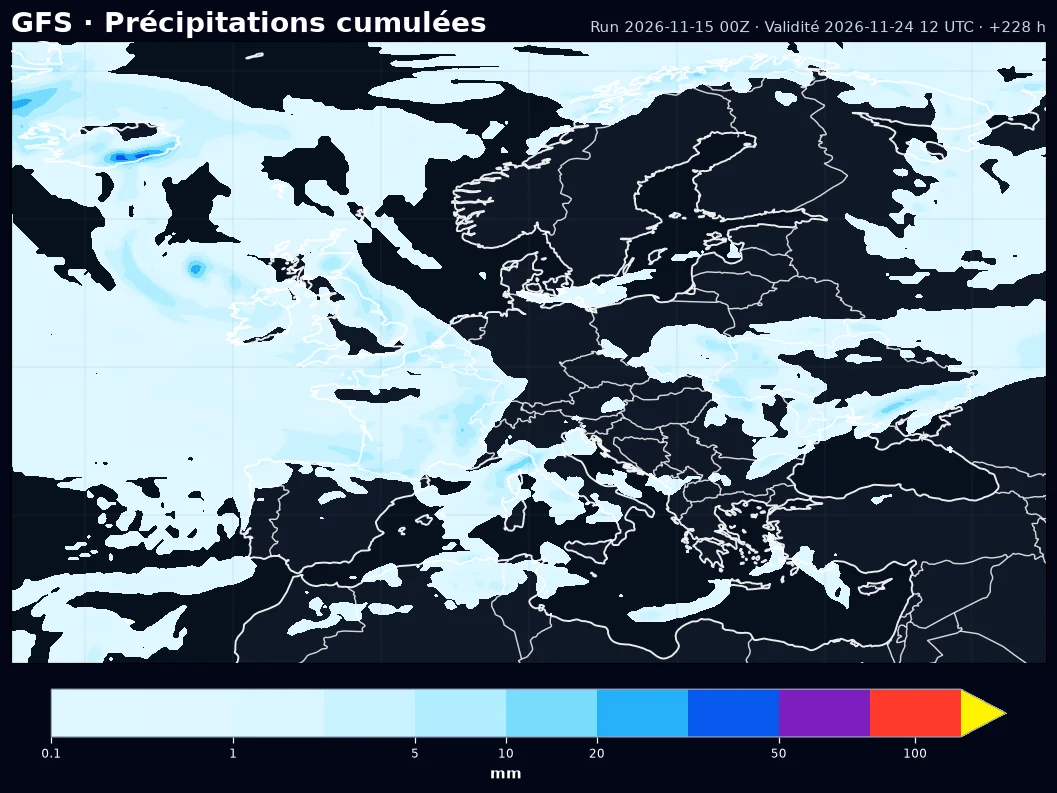 GFS · Précipitations cumulées
Run 2026-11-15 00Z · Validité 2026-11-24 12 UTC · +228 h
0.1 1 5 10 20 50 100
mm